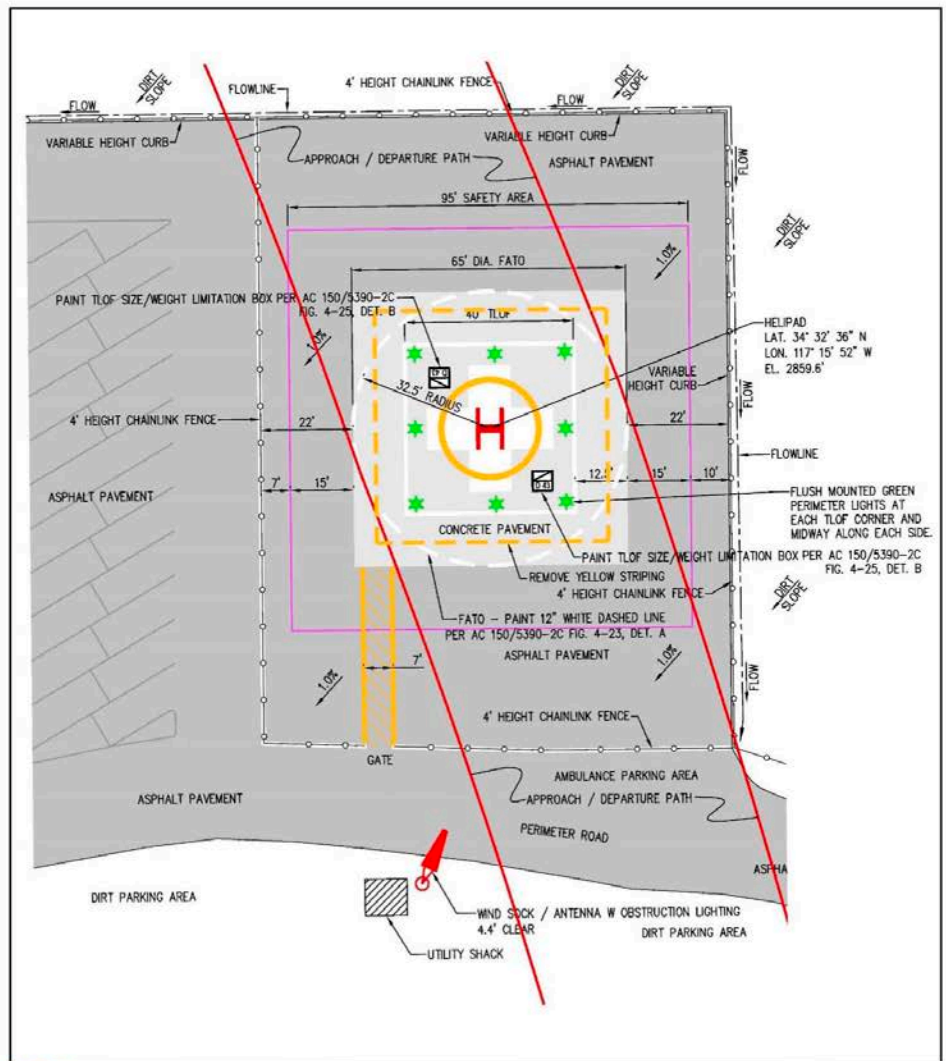 DIRT
SLOPE
FLOWLINE
4' HEIGHT CHAINLINK FENCE
DIRT
SLOPE
FLOW
FLOW
VARIABLE HEIGHT CURB
VARIABLE HEIGHT CURB
APPROACH / DEPARTURE PATH
ASPHALT PAVEMENT
FLOW
95' SAFETY AREA
DIRT
SLOPE
1.0%
65' DIA. FATO
PAINT TLOF SIZE/WEIGHT LIMITATION BOX PER AC 150/5390-2C
FIG. 4-25, DET. B
40' TLOF
1.0%
HELIPAD
LAT. 34° 32' 36" N
LON. 117° 15' 52" W
EL. 2859.6'
VARIABLE
HEIGHT CURB
D 43
32.5' RADIUS
H
FLOW
4' HEIGHT CHAINLINK FENCE
22'
22'
FLOWLINE
7'
15'
12.5'
15'
10'
ASPHALT PAVEMENT
D 43
FLUSH MOUNTED GREEN
PERIMETER LIGHTS AT
EACH TLOF CORNER AND
MIDWAY ALONG EACH SIDE.
CONCRETE PAVEMENT
PAINT TLOF SIZE/WEIGHT LIMITATION BOX PER AC 150/5390-2C
FIG. 4-25, DET. B
REMOVE YELLOW STRIPING
4' HEIGHT CHAINLINK FENCE
DIRT
SLOPE
FATO - PAINT 12" WHITE DASHED LINE
PER AC 150/5390-2C FIG. 4-23, DET. A
ASPHALT PAVEMENT
7'
1.0%
1.0%
FLOW
4' HEIGHT CHAINLINK FENCE
GATE
AMBULANCE PARKING AREA
ASPHALT PAVEMENT
APPROACH / DEPARTURE PATH
PERIMETER ROAD
ASPHA
DIRT PARKING AREA
WIND SOCK / ANTENNA W OBSTRUCTION LIGHTING
4.4' CLEAR
DIRT PARKING AREA
UTILITY SHACK